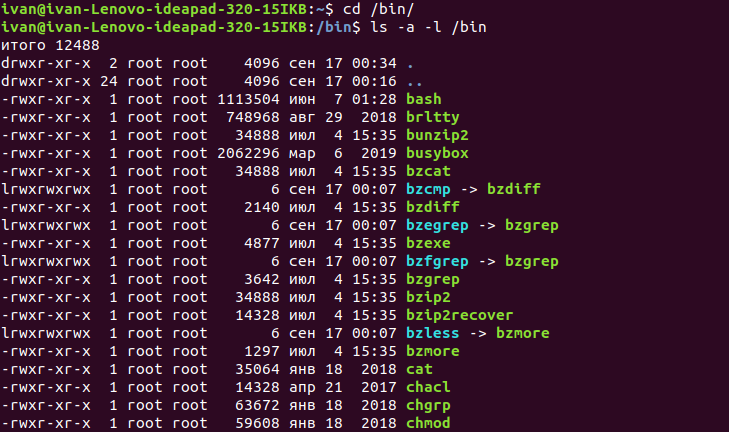 ivan@ivan-Lenovo-ideapad-320-15IKB:~$ cd /bin/
ivan@ivan-Lenovo-ideapad-320-15IKB:/bin$ ls -a -l /bin
итого 12488
drwxr-xr-x  2 root root    4096 сен 17 00:34 .
drwxr-xr-x 24 root root    4096 сен 17 00:16 ..
-rwxr-xr-x  1 root root 1113504 июн  7 01:28 bash
-rwxr-xr-x  1 root root  748968 авг 29  2018 brltty
-rwxr-xr-x  1 root root   34888 июл  4 15:35 bunzip2
-rwxr-xr-x  1 root root 2062296 мар  6  2019 busybox
-rwxr-xr-x  1 root root   34888 июл  4 15:35 bzcat
lrwxrwxrwx  1 root root       6 сен 17 00:07 bzcmp -> bzdiff
-rwxr-xr-x  1 root root    2140 июл  4 15:35 bzdiff
lrwxrwxrwx  1 root root       6 сен 17 00:07 bzegrep -> bzgrep
-rwxr-xr-x  1 root root    4877 июл  4 15:35 bzexe
lrwxrwxrwx  1 root root       6 сен 17 00:07 bzfgrep -> bzgrep
-rwxr-xr-x  1 root root    3642 июл  4 15:35 bzgrep
-rwxr-xr-x  1 root root   34888 июл  4 15:35 bzip2
-rwxr-xr-x  1 root root   14328 июл  4 15:35 bzip2recover
lrwxrwxrwx  1 root root       6 сен 17 00:07 bzless -> bzmore
-rwxr-xr-x  1 root root    1297 июл  4 15:35 bzmore
-rwxr-xr-x  1 root root   35064 янв 18  2018 cat
-rwxr-xr-x  1 root root   14328 апр 21  2017 chacl
-rwxr-xr-x  1 root root   63672 янв 18  2018 chgrp
-rwxr-xr-x  1 root root   59608 янв 18  2018 chmod